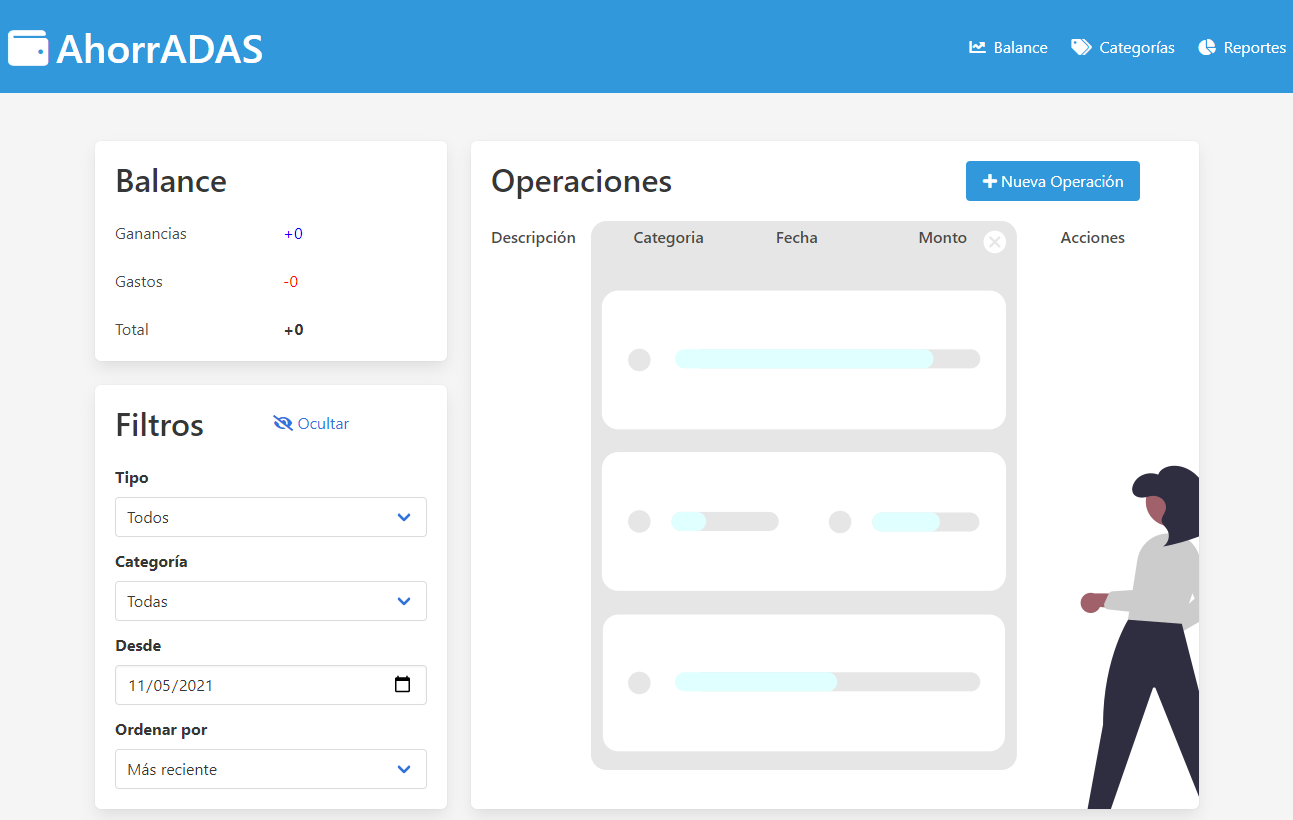 AhorrADAS
Balance
Categorías
Reportes
Balance
Ganancias +0
Gastos -0
Total +0
Filtros Ocultar
Tipo
Todos
Categoría
Todas
Desde
11/05/2021
Ordenar por
Más reciente
Operaciones
Nueva Operación
Descripción Categoria Fecha Monto Acciones